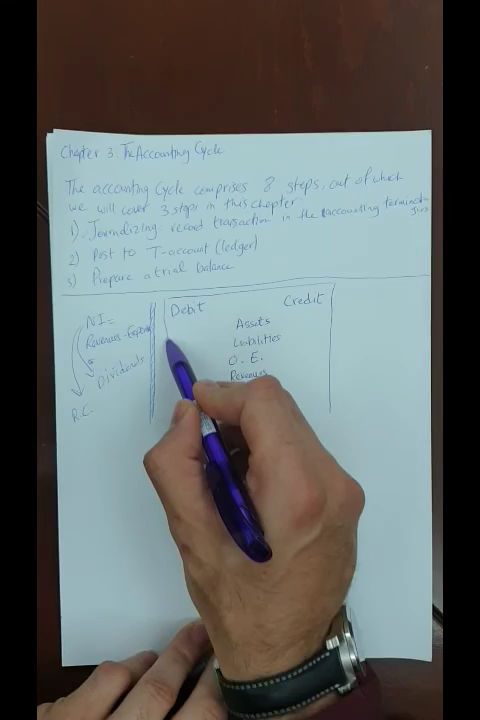 Chapter 3: The Accounting Cycle
The accounting Cycle comprises 8 steps, out of which
we will cover 3 steps in this chapter
1). Jornalizing record transaction in the accounting
2) Post to T-account (ledger)
3) Prepare a trial balance
Debit Credit
NI =
Revenues - Expen
Dividends
R.E.
Assets
Liabilities
O. E.
Revenues